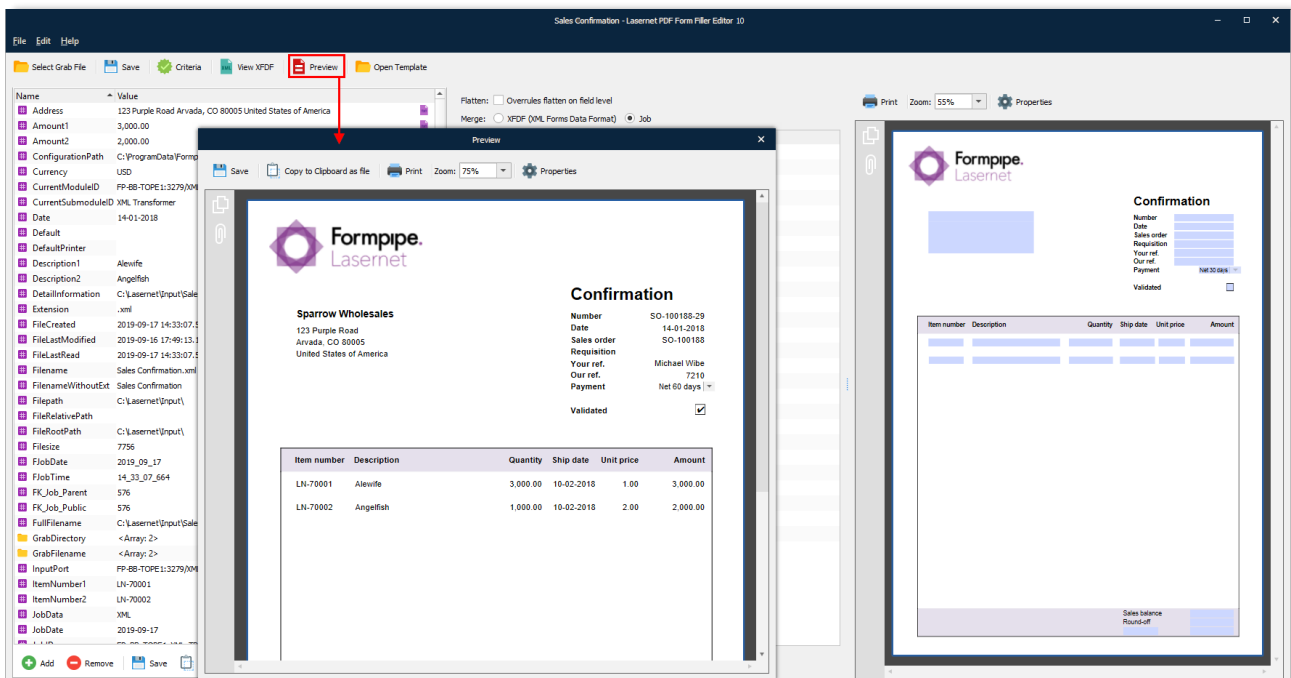 Sales Confirmation - Lasernet PDF Form Filler Editor 10
File Edit Help
Select Grab File Save Criteria View XFDF Preview Open Template
Name Value
Address 123 Purple Road Arvada, CO 80005 United States of America
Amount1 3,000.00
Amount2 2,000.00
ConfigurationPath C:\ProgramData\Formp
Currency USD
CurrentModuleID FP-BB-TOPE1:3279/XM
CurrentSubmoduleID XML Transformer
Date 14-01-2018
Default
DefaultPrinter
Description1 Alewife
Description2 Angelfish
DetailInformation C:\Lasernet\Input\Sale
Extension .xml
FileCreated 2019-09-17 14:33:07.5
FileLastModified 2019-09-16 17:49:13.1
FileLastRead 2019-09-17 14:33:07.5
Filename Sales Confirmation.xml
FilenameWithoutExt Sales Confirmation
Filepath C:\Lasernet\Input\
FileRelativePath
FileRootPath C:\Lasernet\Input\
Filesize 7756
FJobDate 2019_09_17
FJobTime 14_33_07_664
FK_Job_Parent 576
FK_Job_Public 576
FullFilename C:\Lasernet\Input\Sale
GrabDirectory <Array: 2>
GrabFilename <Array: 2>
InputPort FP-BB-TOPE1:3279/XM
ItemNumber1 LN-70001
ItemNumber2 LN-70002
JobData XML
JobDate 2019-09-17
Add Remove Save
Flatten: Overrules flatten on field level
Merge: XFDF (XML Forms Data Format) Job
Preview
Save Copy to Clipboard as file Print Zoom: 75% Properties
Formpipe.
Lasernet
Confirmation
Sparrow Wholesales
123 Purple Road
Arvada, CO 80005
United States of America
Number SO-100188-29
Date 14-01-2018
Sales order SO-100188
Requisition
Your ref. Michael Wibe
Our ref. 7210
Payment Net 60 days
Validated
Item number Description Quantity Ship date Unit price Amount
LN-70001 Alewife 3,000.00 10-02-2018 1.00 3,000.00
LN-70002 Angelfish 1,000.00 10-02-2018 2.00 2,000.00
Print Zoom: 55% Properties
Formpipe.
Lasernet
Confirmation
Number
Date
Sales order
Requisition
Your ref.
Our ref.
Payment Net 30 days
Validated
Item number Description Quantity Ship date Unit price Amount
Sales balance
Round-off